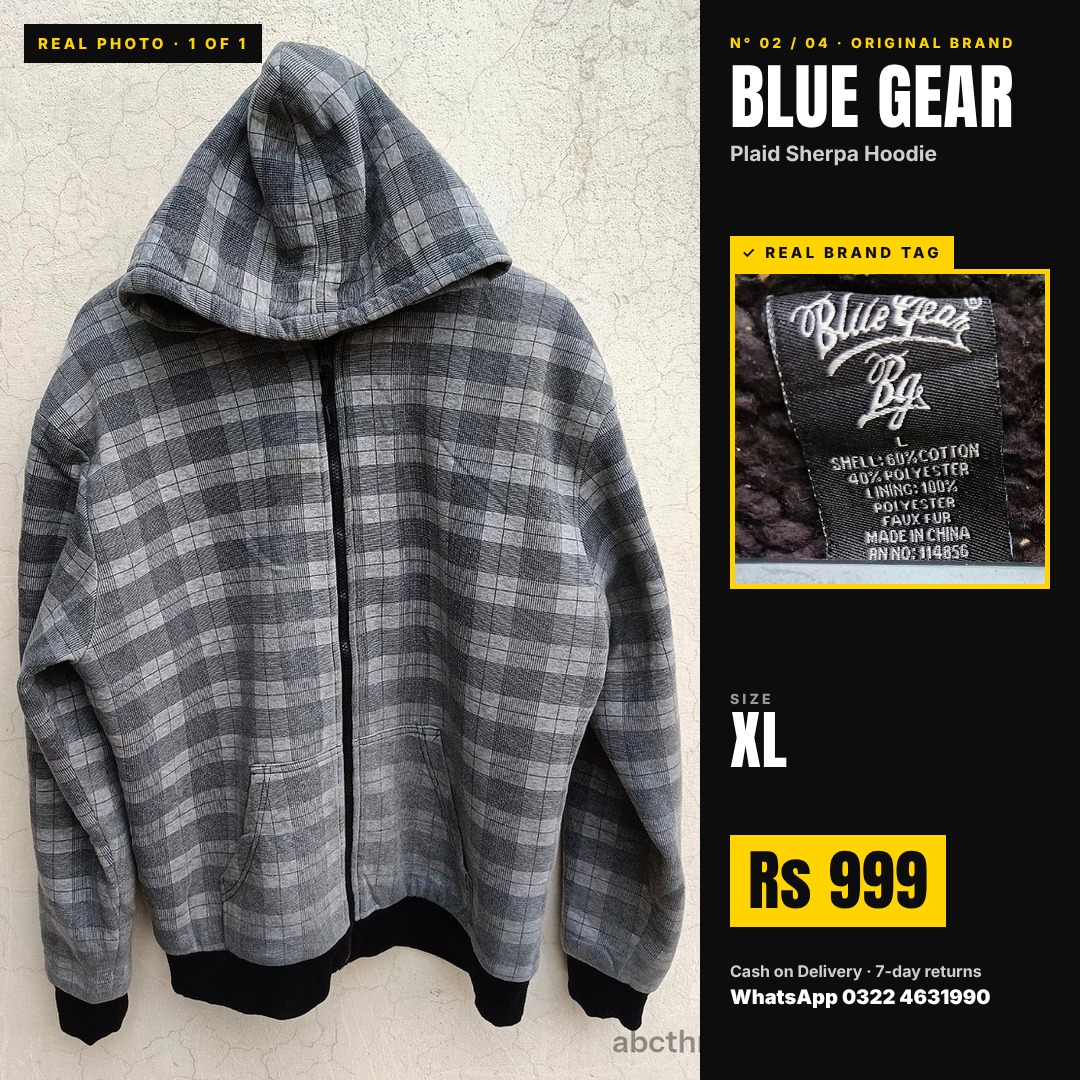 REAL PHOTO · 1 OF 1
N° 02 / 04 · ORIGINAL BRAND
BLUE GEAR
Plaid Sherpa Hoodie
✓ REAL BRAND TAG
Blue Gear
®
Bg
L
SHELL: 60% COTTON
40% POLYESTER
LINING: 100%
POLYESTER
FAUX FUR
MADE IN CHINA
RN NO: 114856
SIZE
XL
Rs 999
Cash on Delivery · 7-day returns
WhatsApp 0322 4631990